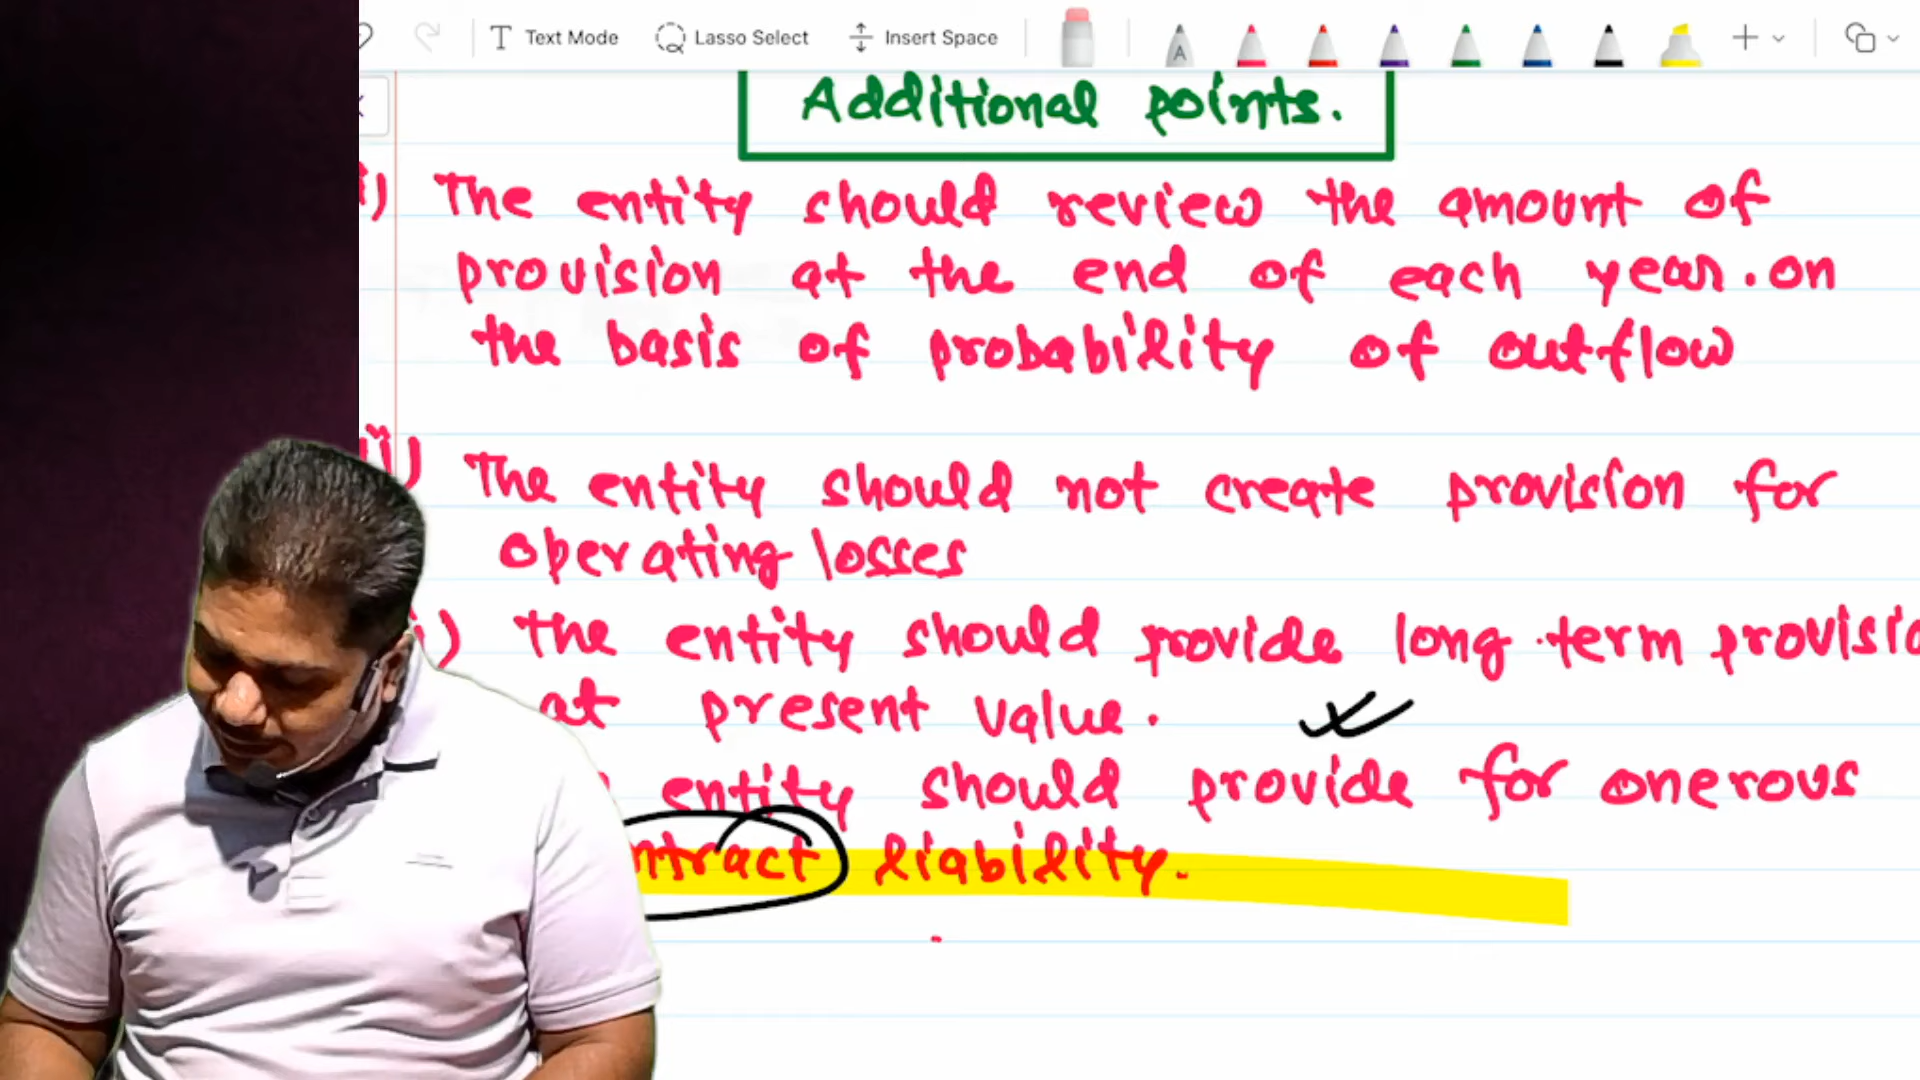 Text Mode Lasso Select Insert Space
A
Additional points.
i) The entity should review the amount of
provision at the end of each year. on
the basis of probability of outflow
ii) The entity should not create provision for
operating losses
i) the entity should provide long term provisio
at present value.
entity should provide for onerous
ntract liability.